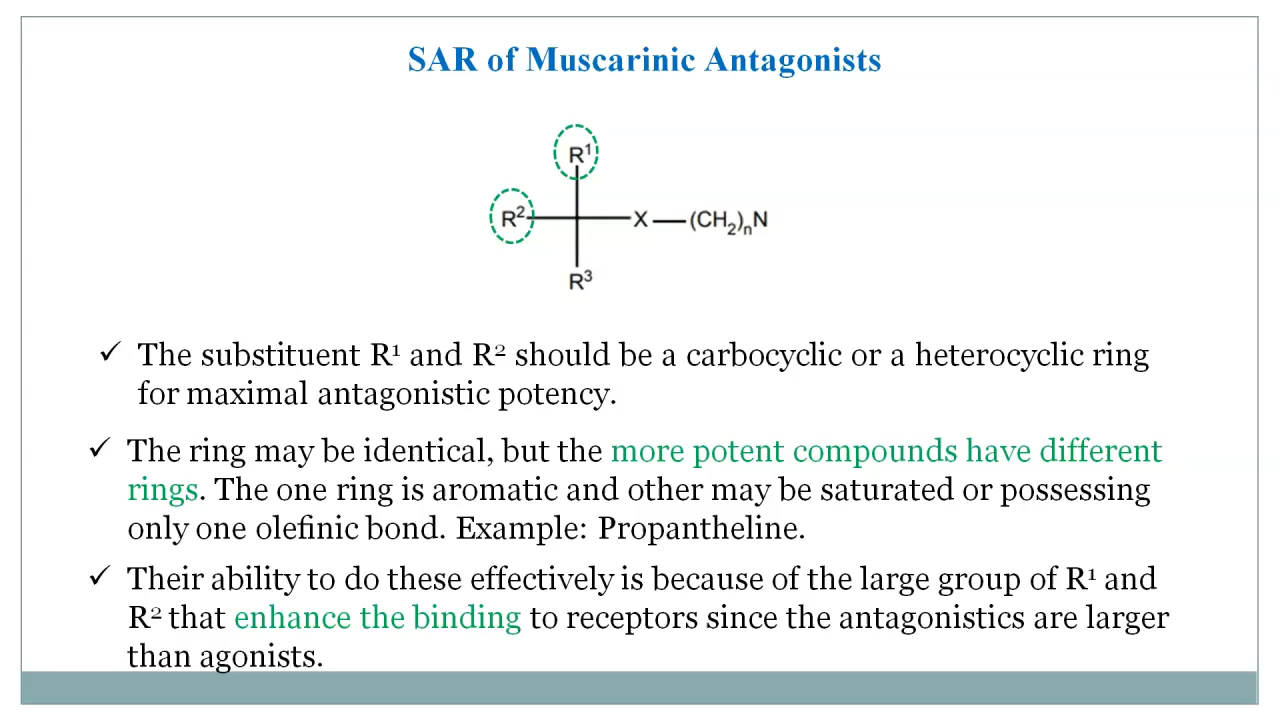 SAR of Muscarinic Antagonists
R¹
R²
X
(CH₂)ₙN
R³
✓ The substituent R¹ and R² should be a carbocyclic or a heterocyclic ring
for maximal antagonistic potency.
✓ The ring may be identical, but the more potent compounds have different
rings. The one ring is aromatic and other may be saturated or possessing
only one olefinic bond. Example: Propantheline.
✓ Their ability to do these effectively is because of the large group of R¹ and
R² that enhance the binding to receptors since the antagonistics are larger
than agonists.